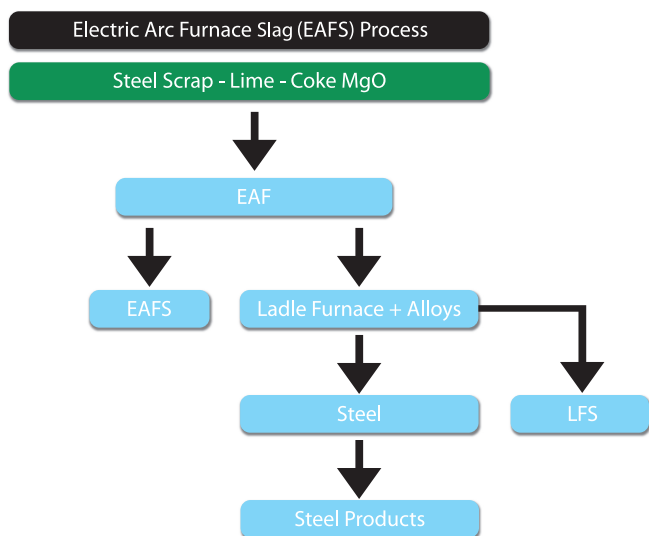 Electric Arc Furnace Slag (EAFS) Process
Steel Scrap - Lime - Coke MgO
EAF
EAFS
Ladle Furnace + Alloys
Steel
LFS
Steel Products